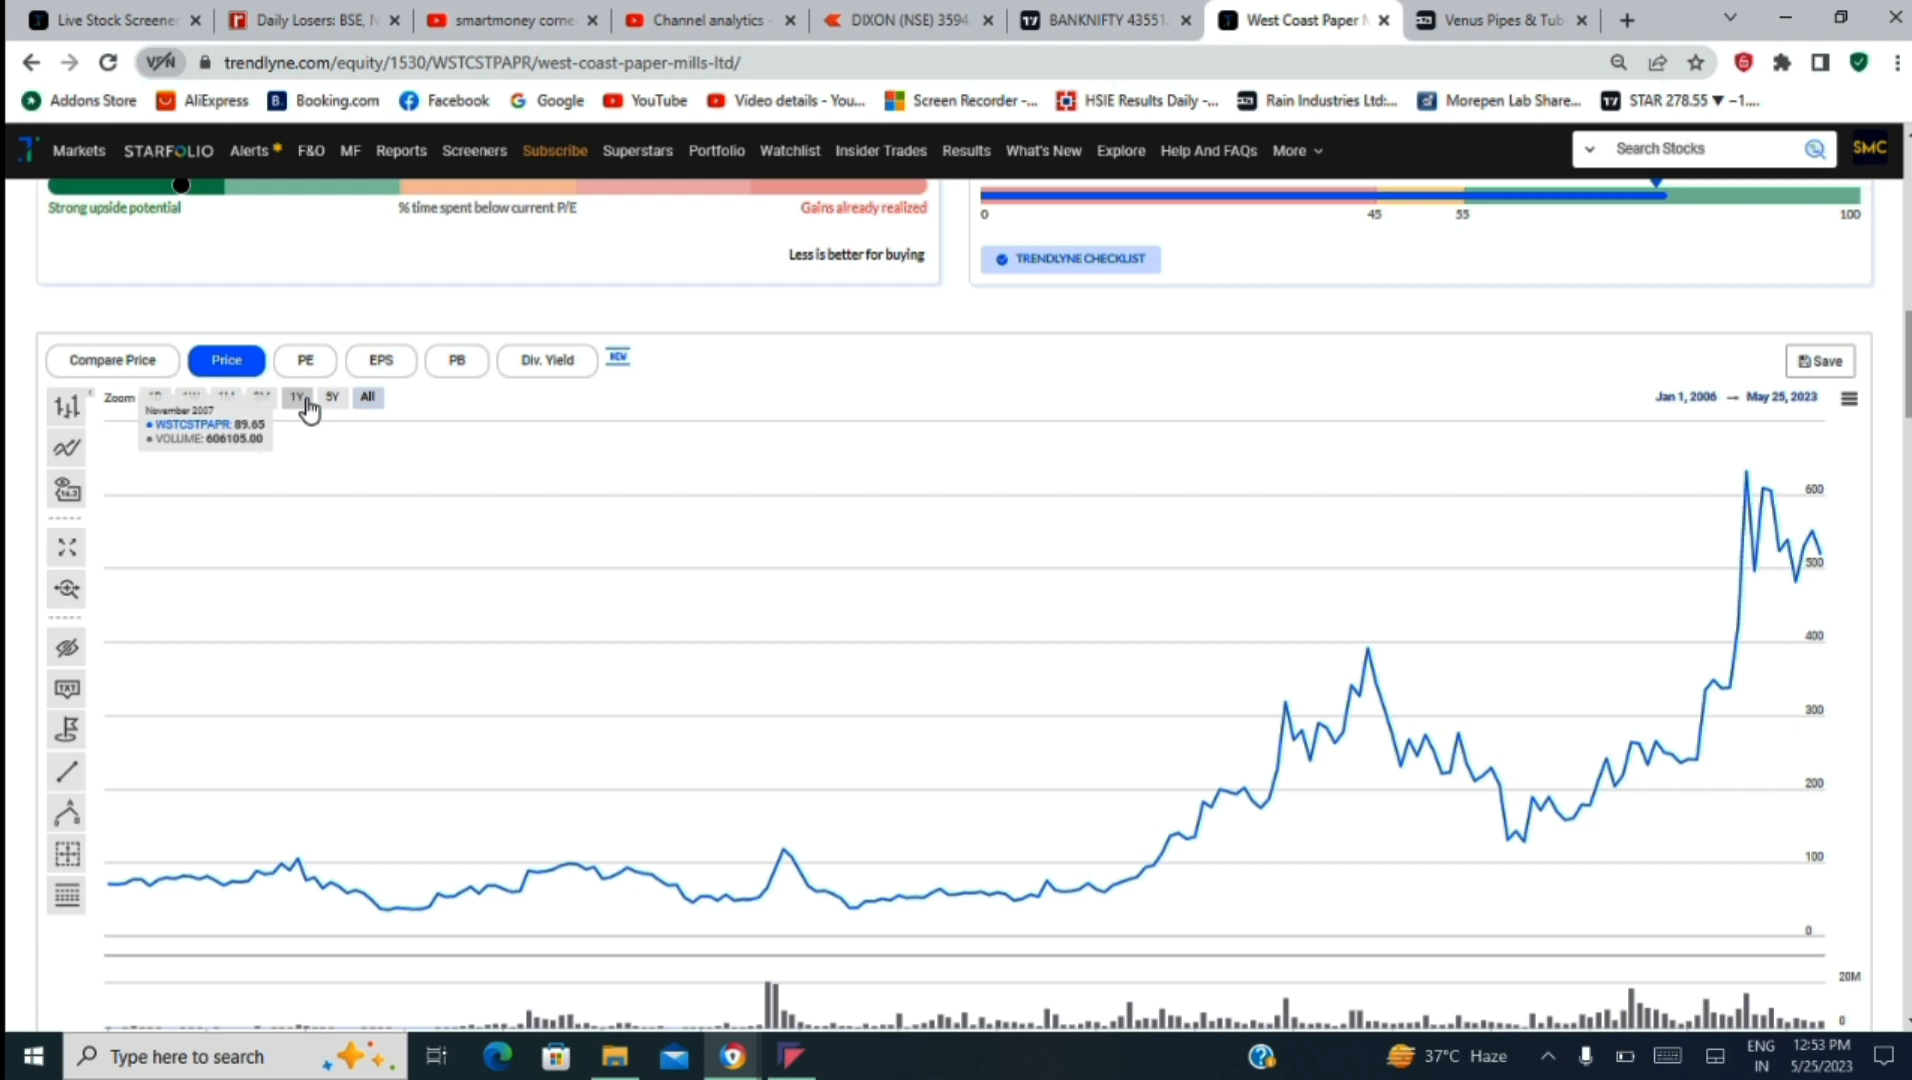 Live Stock Screener
Daily Losers: BSE, N
smartmoney corne
Channel analytics -
DIXON (NSE) 3594.
BANKNIFTY 43551.
West Coast Paper M
Venus Pipes & Tub
VPN
trendlyne.com/equity/1530/WSTCSTPAPR/west-coast-paper-mills-ltd/
Addons Store
AliExpress
Booking.com
Facebook
Google
YouTube
Video details - You...
Screen Recorder -...
HSIE Results Daily -...
Rain Industries Ltd:...
Morepen Lab Share...
STAR 278.55 ▼ −1....
Markets STARFOLIO Alerts F&O MF Reports Screeners Subscribe Superstars Portfolio Watchlist Insider Trades Results What's New Explore Help And FAQs More
Search Stocks
SMC
Strong upside potential
% time spent below current P/E
Gains already realized
Less is better for buying
0 45 55 100
TRENDLYNE CHECKLIST
Compare Price Price PE EPS PB Div. Yield NEW
Save
Zoom 1Y 5Y All
Jan 1, 2006 → May 25, 2023
November 2007
● WSTCSTPAPR: 89.65
● VOLUME: 606105.00
TXT
600
500
400
300
200
100
0
20M
0
Type here to search
37°C Haze
ENG
IN
12:53 PM
5/25/2023